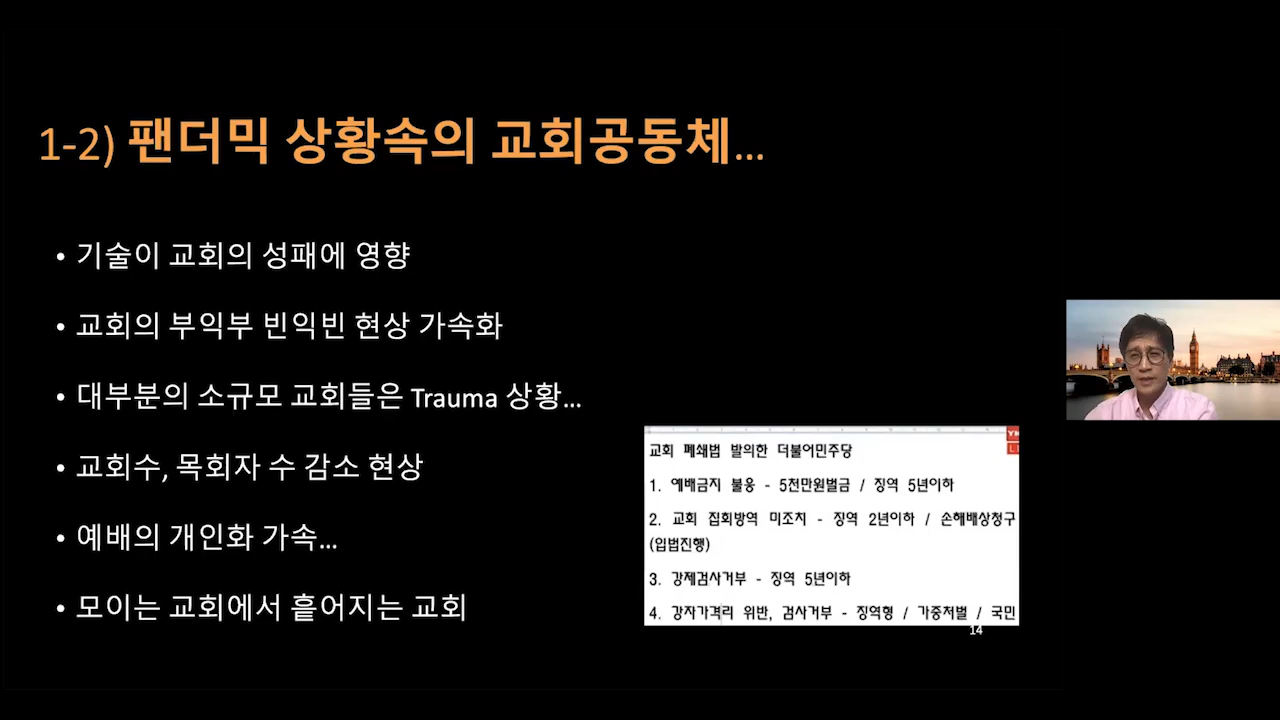 1-2) 팬더믹 상황속의 교회공동체...
• 기술이 교회의 성패에 영향
• 교회의 부익부 빈익빈 현상 가속화
• 대부분의 소규모 교회들은 Trauma 상황...
• 교회수, 목회자 수 감소 현상
• 예배의 개인화 가속...
• 모이는 교회에서 흩어지는 교회
교회 폐쇄법 발의한 더불어민주당
1. 예배금지 불응 - 5천만원벌금 / 징역 5년이하
2. 교회 집회방역 미조치 - 징역 2년이하 / 손해배상청구
(입법진행)
3. 강제검사거부 - 징역 5년이하
4. 강자가격리 위반, 검사거부 - 징역형 / 가중처벌 / 국민
14